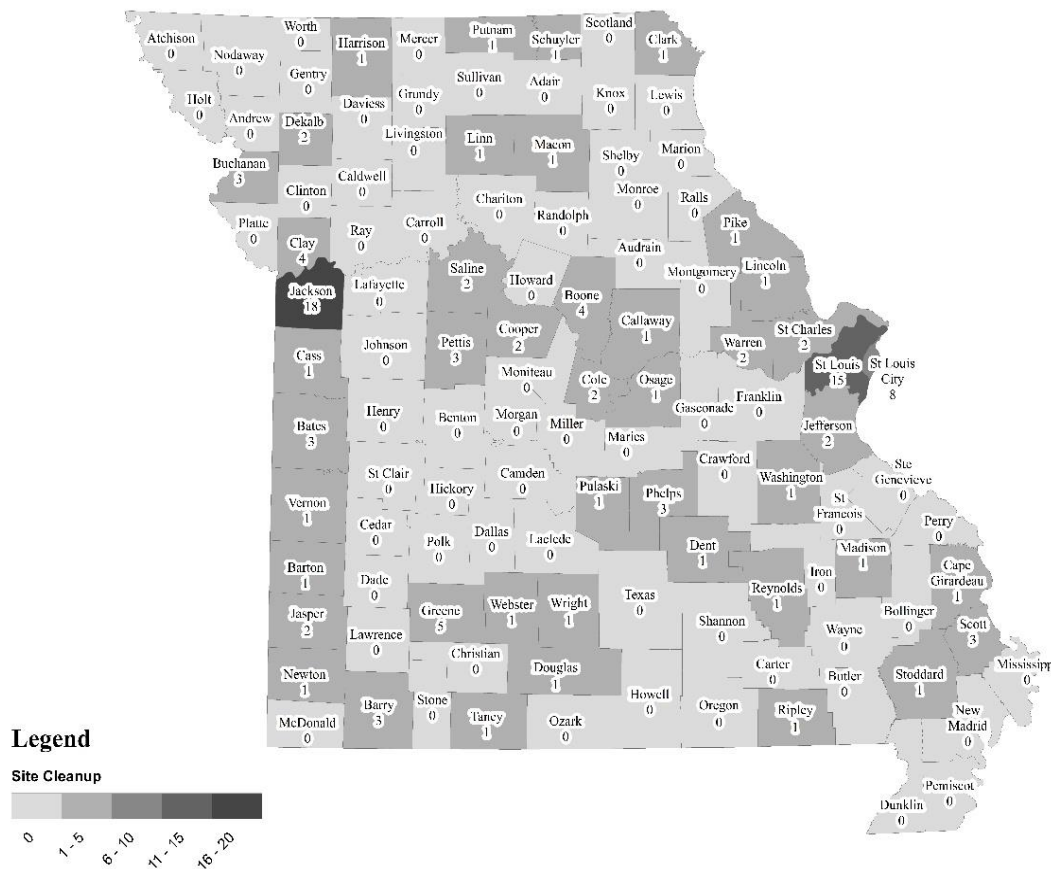 Worth
0
Atchison
0
Nodaway
0
Harrison
1
Mercer
0
Putnam
1
Schuyler
1
Scotland
0
Clark
1
Gentry
0
Holt
0
Andrew
0
Dekalb
2
Daviess
0
Grundy
0
Sullivan
0
Adair
0
Knox
0
Lewis
0
Livingston
0
Linn
1
Macon
1
Shelby
0
Marion
0
Buchanan
3
Clinton
0
Caldwell
0
Chariton
0
Randolph
0
Monroe
0
Ralls
0
Platte
0
Clay
4
Ray
0
Carroll
0
Saline
2
Howard
0
Boone
4
Audrain
0
Pike
1
Montgomery
0
Lincoln
1
Jackson
18
Lafayette
0
Cooper
2
Callaway
1
Warren
2
St Charles
2
St Louis
15
St Louis
City
8
Cass
1
Johnson
0
Pettis
3
Moniteau
0
Cole
2
Osage
1
Gasconade
0
Franklin
0
Jefferson
2
Bates
3
Henry
0
Benton
0
Morgan
0
Miller
0
Maries
0
Crawford
0
Washington
1
Ste
Genevieve
0
St
Francois
0
Vernon
1
St Clair
0
Hickory
0
Camden
0
Pulaski
1
Phelps
3
Perry
0
Cedar
0
Polk
0
Dallas
0
Laclede
0
Dent
1
Iron
0
Madison
1
Cape
Girardeau
1
Barton
1
Dade
0
Greene
5
Webster
1
Wright
1
Texas
0
Reynolds
1
Bollinger
0
Jasper
2
Lawrence
0
Christian
0
Douglas
1
Shannon
0
Wayne
0
Scott
3
Newton
1
Barry
3
Stone
0
Taney
1
Ozark
0
Howell
0
Oregon
0
Carter
0
Ripley
1
Butler
0
Stoddard
1
Mississipp
0
McDonald
0
New
Madrid
0
Dunklin
0
Pemiscot
0
Legend
Site Cleanup
0
1 - 5
6 - 10
11 - 15
16 - 20